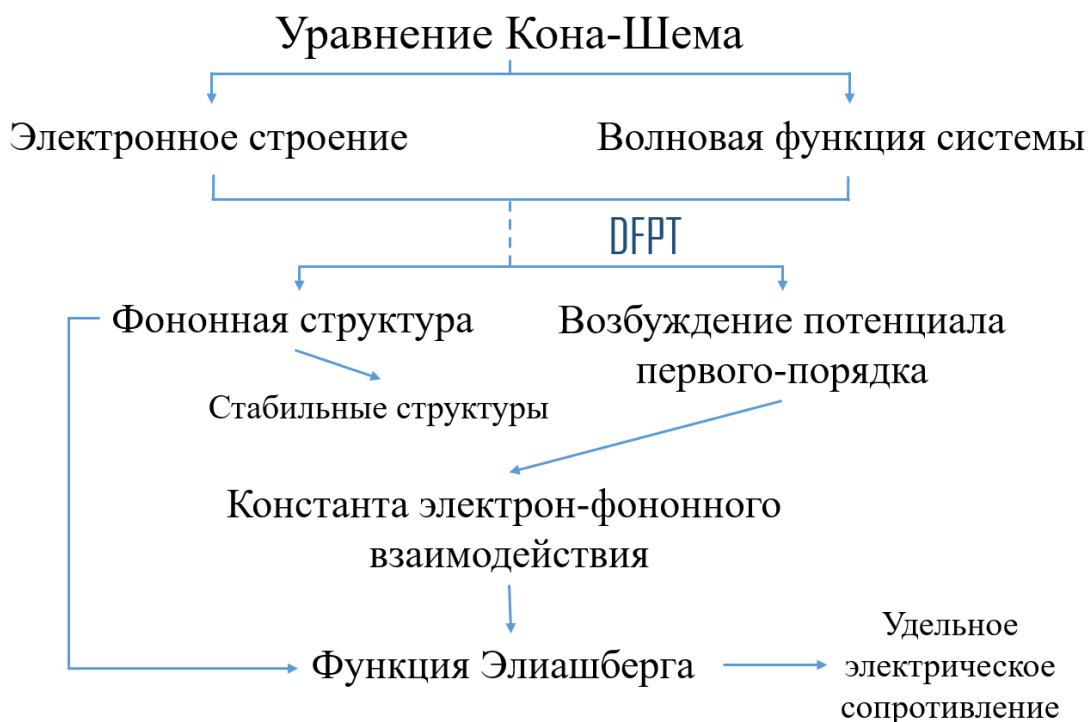 Уравнение Кона-Шема
Электронное строение
Волновая функция системы
DFPT
Фононная структура
Возбуждение потенциала
первого-порядка
Стабильные структуры
Константа электрон-фононного
взаимодействия
Функция Элиашберга
Удельное
электрическое
сопротивление